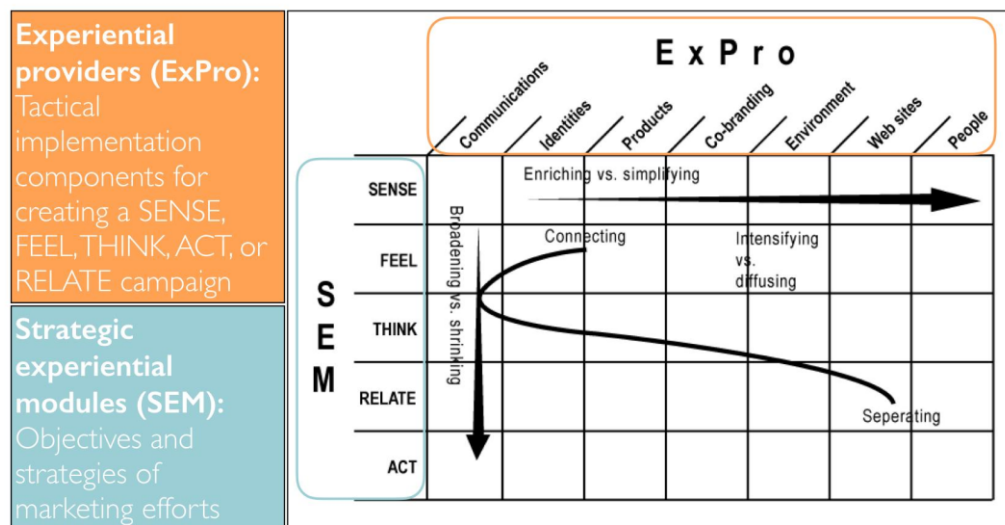 Experiential
providers (ExPro):
Tactical
implementation
components for
creating a SENSE,
FEEL, THINK, ACT, or
RELATE campaign
Strategic
experiential
modules (SEM):
Objectives and
strategies of
marketing efforts
ExPro
Communications
Identities
Products
Co-branding
Environment
Web sites
People
SEM
SENSE
FEEL
THINK
RELATE
ACT
Enriching vs. simplifying
Broadening vs. shrinking
Connecting
Intensifying
vs.
diffusing
Seperating